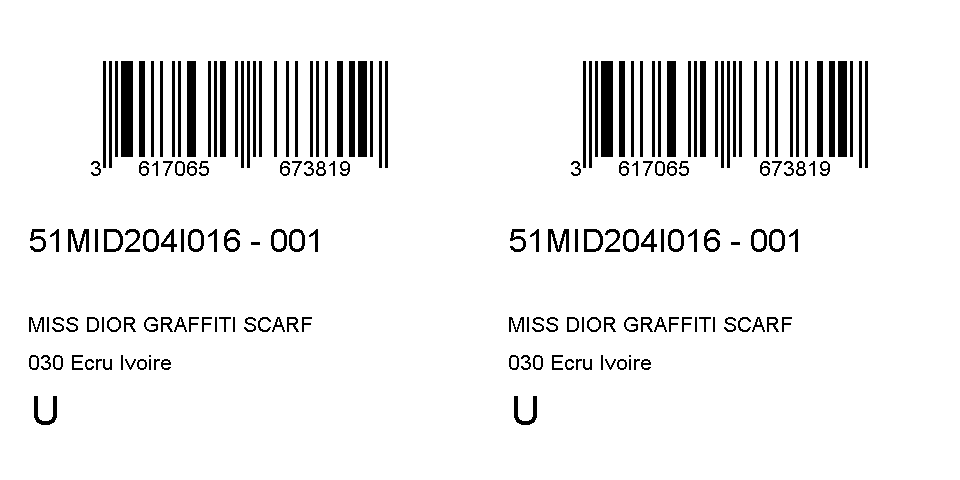 3 617065 673819
51MID204I016 - 001
MISS DIOR GRAFFITI SCARF
030 Ecru Ivoire
U
3 617065 673819
51MID204I016 - 001
MISS DIOR GRAFFITI SCARF
030 Ecru Ivoire
U